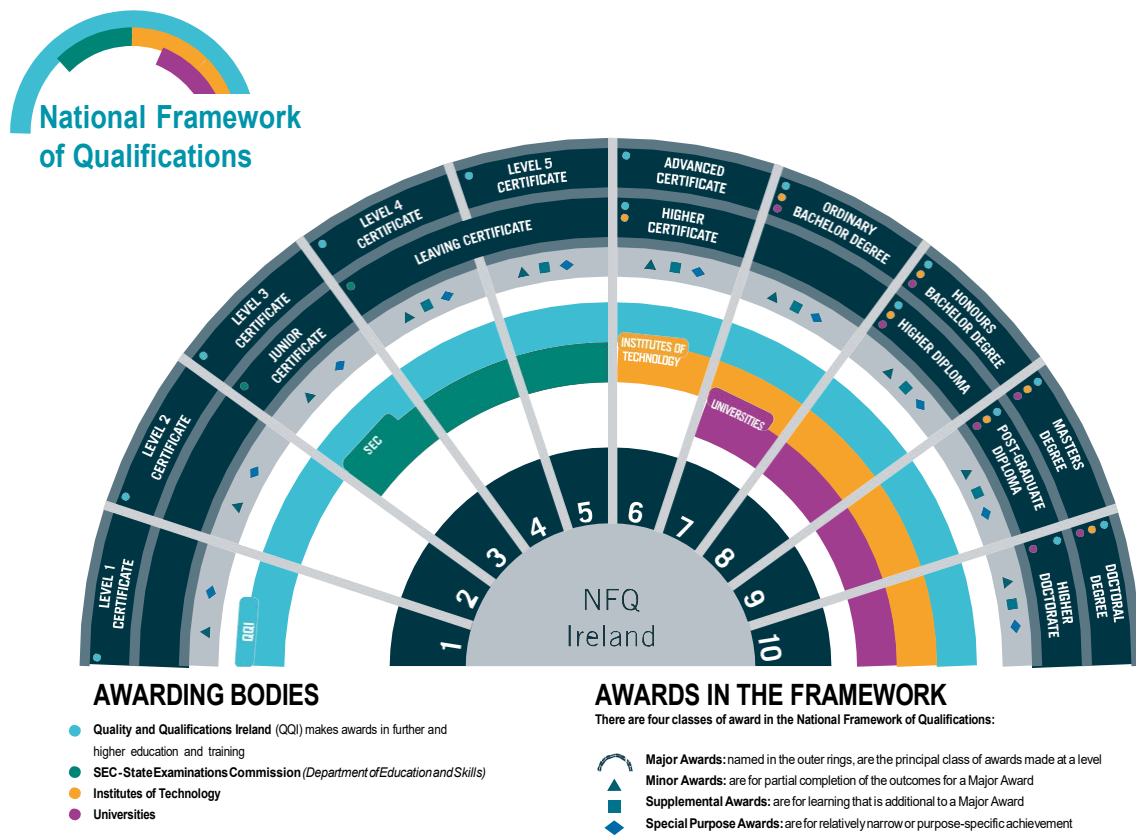 National Framework
of Qualifications
LEVEL 1
CERTIFICATE
LEVEL 2
CERTIFICATE
LEVEL 3
CERTIFICATE
JUNIOR
CERTIFICATE
LEVEL 4
CERTIFICATE
LEVEL 5
CERTIFICATE
LEAVING CERTIFICATE
ADVANCED
CERTIFICATE
HIGHER
CERTIFICATE
ORDINARY
BACHELOR DEGREE
HONOURS
BACHELOR DEGREE
HIGHER DIPLOMA
MASTERS
DEGREE
POST-GRADUATE
DIPLOMA
DOCTORAL
DEGREE
HIGHER
DOCTORATE
QQI
SEC
INSTITUTES OF
TECHNOLOGY
UNIVERSITIES
1
2
3
4
5
6
7
8
9
10
NFQ
Ireland
AWARDING BODIES
Quality and Qualifications Ireland (QQI) makes awards in further and
higher education and training
SEC-State Examinations Commission (Department of Education and Skills)
Institutes of Technology
Universities
AWARDS IN THE FRAMEWORK
There are four classes of award in the National Framework of Qualifications:
Major Awards: named in the outer rings, are the principal class of awards made at a level
Minor Awards: are for partial completion of the outcomes for a Major Award
Supplemental Awards: are for learning that is additional to a Major Award
Special Purpose Awards: are for relatively narrow or purpose-specific achievement